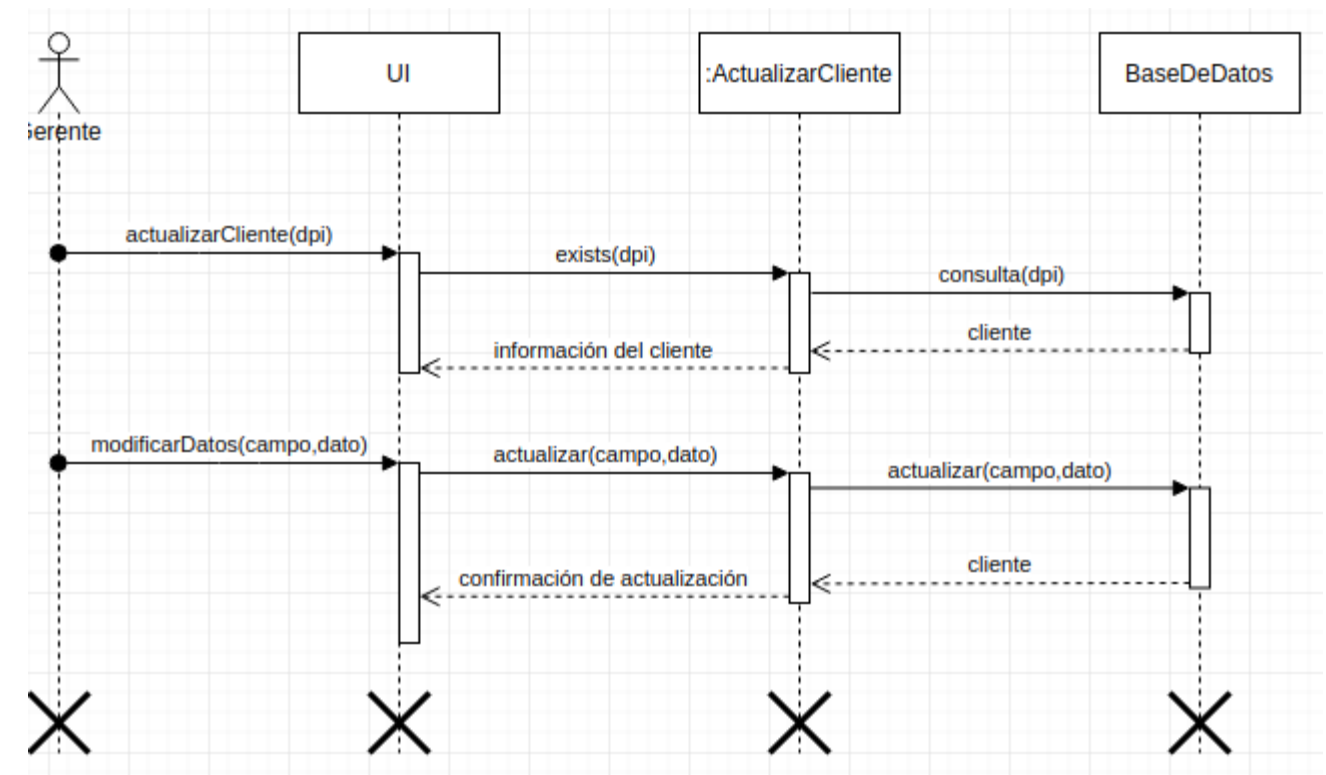 UI
:ActualizarCliente
BaseDeDatos
Gerente
actualizarCliente(dpi)
exists(dpi)
consulta(dpi)
cliente
información del cliente
modificarDatos(campo,dato)
actualizar(campo,dato)
actualizar(campo,dato)
cliente
confirmación de actualización